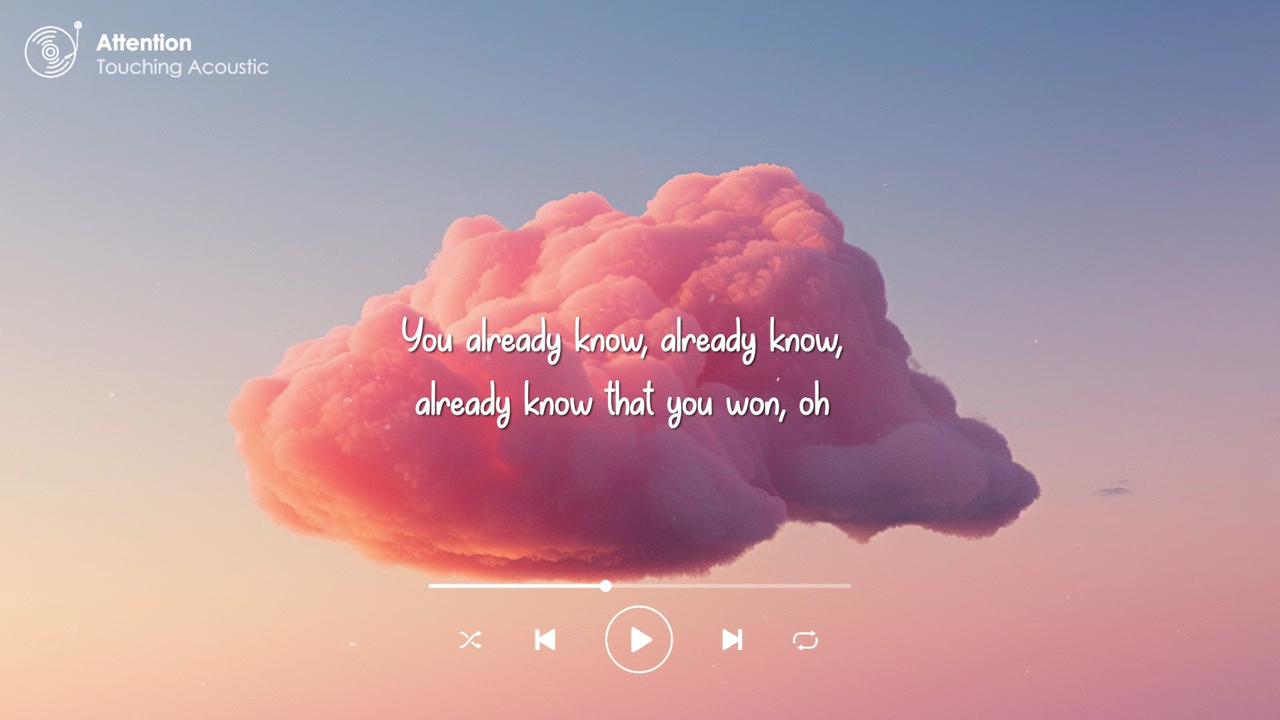 Attention
Touching Acoustic
You already know, already know,
already know that you won, oh